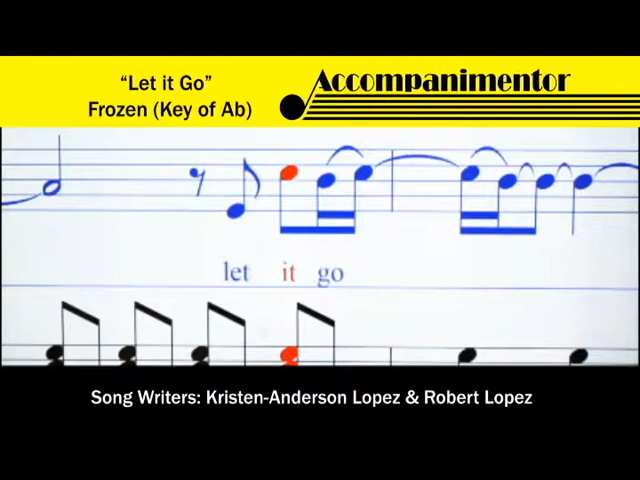 “Let it Go”
Frozen (Key of Ab)
Accompanimentor
let it go
Song Writers: Kristen-Anderson Lopez & Robert Lopez